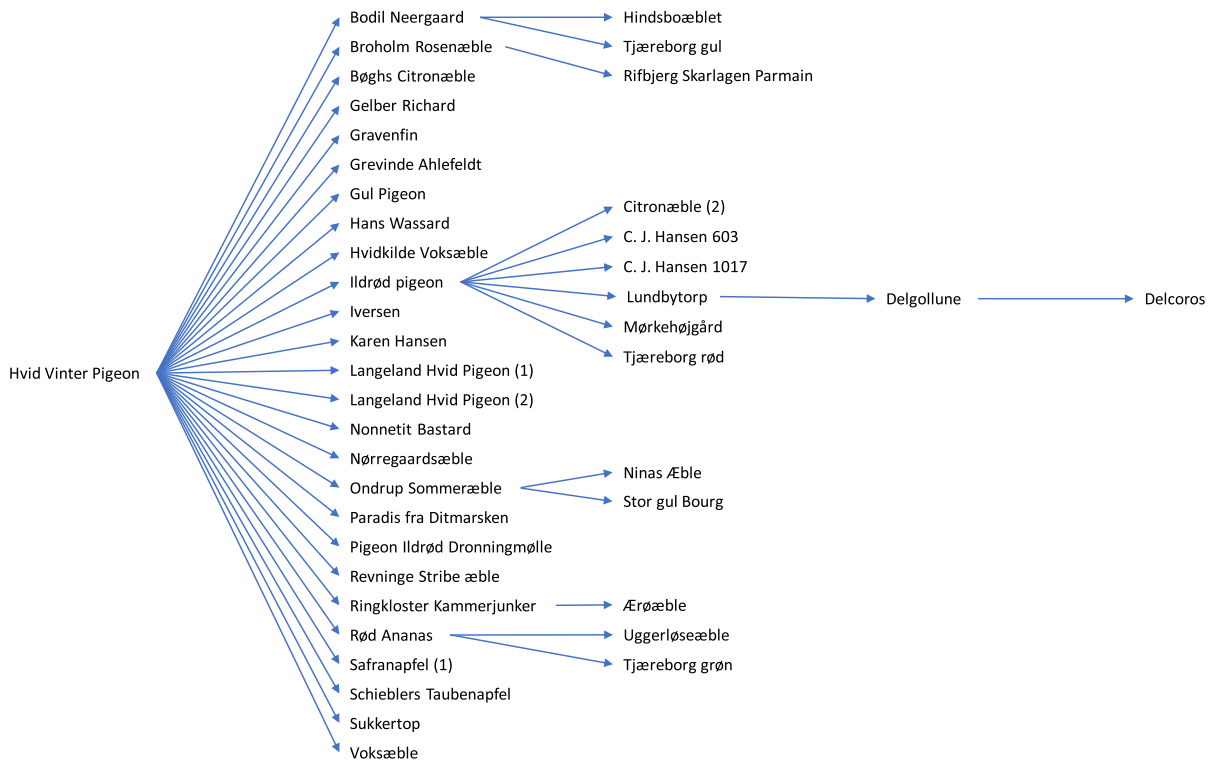 Hvid Vinter Pigeon
Bodil Neergaard
Broholm Rosenæble
Bøghs Citronæble
Gelber Richard
Gravenfin
Grevinde Ahlefeldt
Gul Pigeon
Hans Wassard
Hvidkilde Voksæble
Ildrød pigeon
Iversen
Karen Hansen
Langeland Hvid Pigeon (1)
Langeland Hvid Pigeon (2)
Nonnetit Bastard
Nørregaardsæble
Ondrup Sommeræble
Paradis fra Ditmarsken
Pigeon Ildrød Dronningmølle
Revninge Stribe æble
Ringkloster Kammerjunker
Rød Ananas
Safranapfel (1)
Schieblers Taubenapfel
Sukkertop
Voksæble
Hindsboæblet
Tjæreborg gul
Rifbjerg Skarlagen Parmain
Citronæble (2)
C. J. Hansen 603
C. J. Hansen 1017
Lundbytorp
Mørkehøjgård
Tjæreborg rød
Ninas Æble
Stor gul Bourg
Ærøæble
Uggerløseæble
Tjæreborg grøn
Delgollune
Delcoros